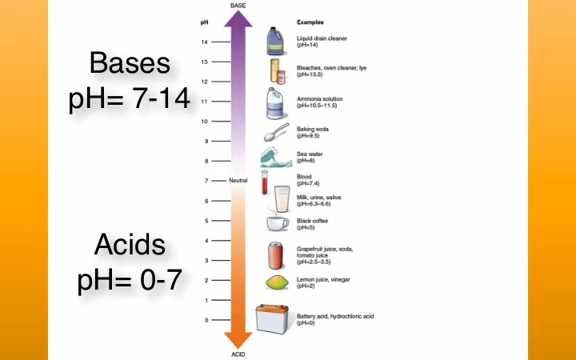 BASE
pH
Examples
14
13
12
11
10
9
8
7
Neutral
6
5
4
3
2
1
0
ACID
Bases
pH= 7-14
Acids
pH= 0-7
Liquid drain cleaner
(pH=14)
Bleaches, oven cleaner, lye
(pH=13.5)
Ammonia solution
(pH=10.5–11.5)
Baking soda
(pH=9.5)
Sea water
(pH=8)
Blood
(pH=7.4)
Milk, urine, saliva
(pH=6.3–6.6)
Black coffee
(pH=5)
Grapefruit juice, soda,
tomato juice
(pH=2.5–3.5)
Lemon juice, vinegar
(pH=2)
Battery acid, hydrochloric acid
(pH=0)